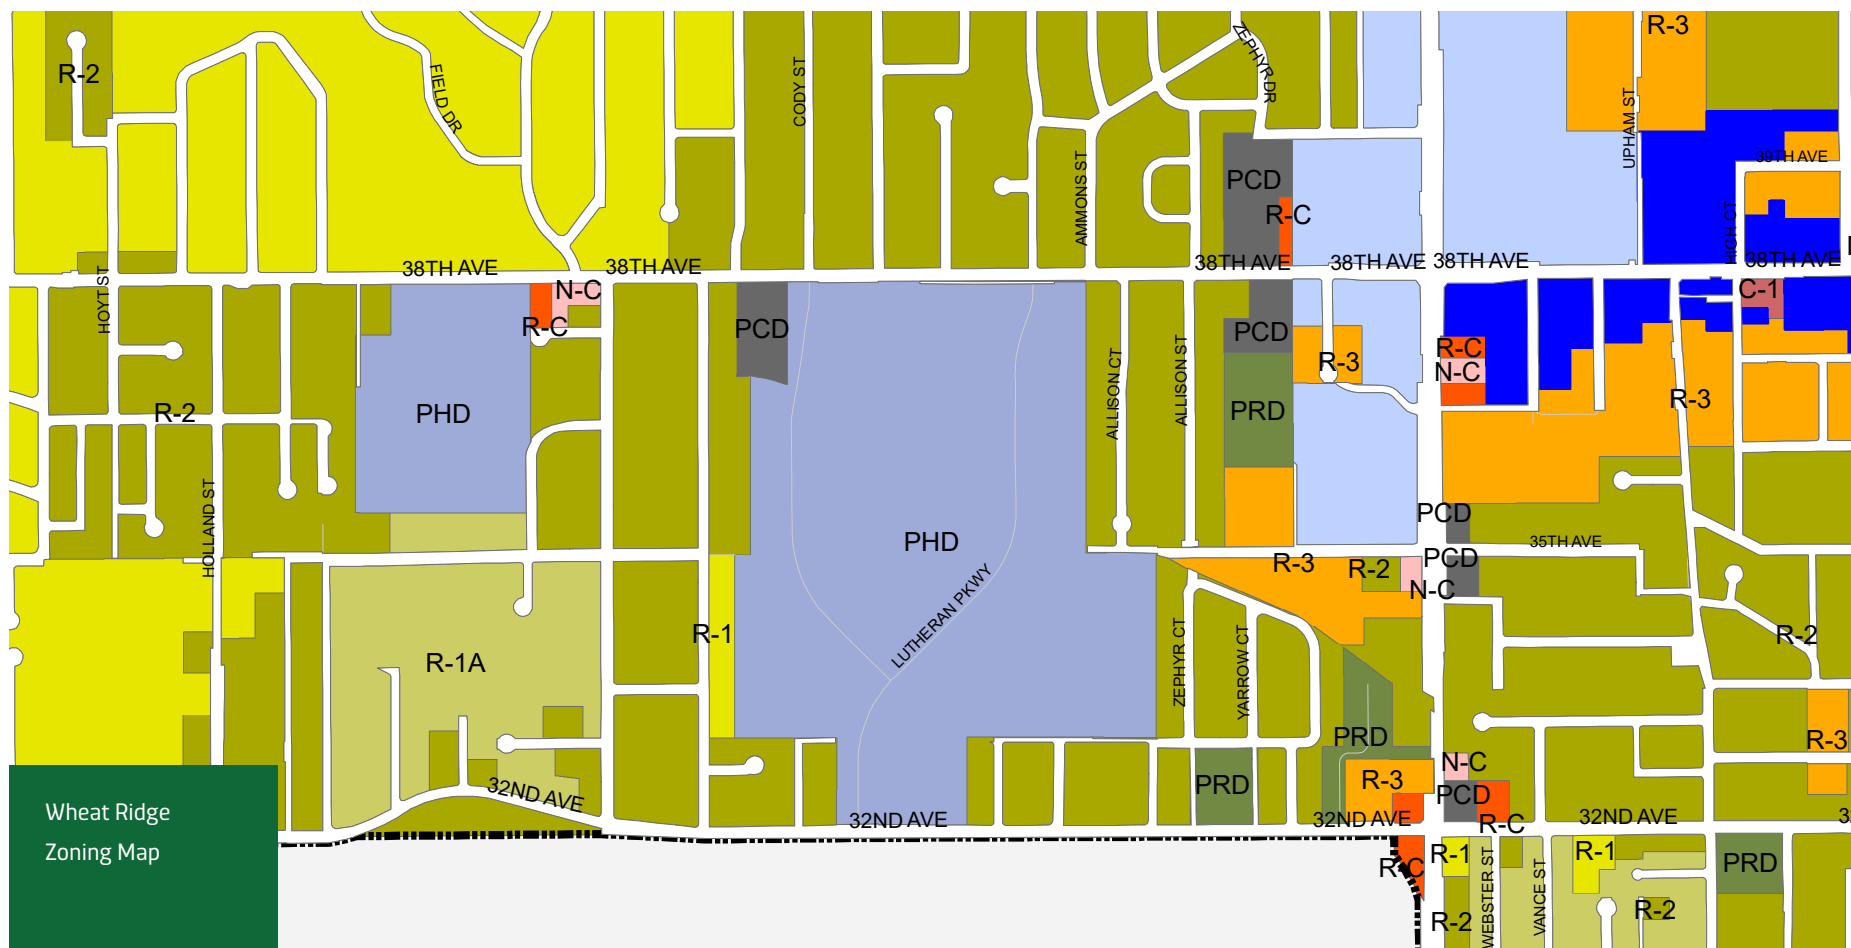 R-3
R-2
ZEPHYR DR
FIELD DR
CODY ST
UPHAM ST
39TH AVE
PCD
R-C
AMMONS ST
HIGH CT
38TH AVE
38TH AVE
38TH AVE
38TH AVE
38TH AVE
38TH AVE
HOYT ST
N-C
R-C
PCD
PCD
C-1
R-C
N-C
R-3
ALLISON CT
ALLISON ST
R-2
PHD
PRD
R-3
HOLLAND ST
PCD
PHD
35TH AVE
PCD
R-3
R-2
N-C
LUTHERAN PKWY
R-1
R-1A
ZEPHYR CT
YARROW CT
R-2
PRD
R-3
N-C
R-3
PRD
PCD
32ND AVE
32ND AVE
32ND AVE
32ND AVE
R-C
Wheat Ridge
Zoning Map
R-C
R-1
R-1
PRD
WEBSTER ST
VANCE ST
R-2
R-2